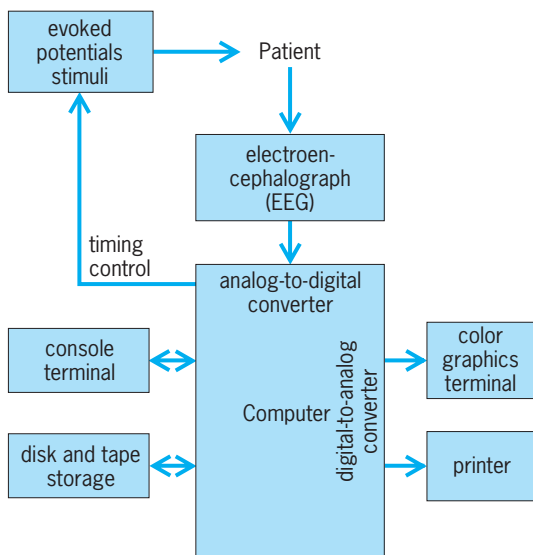 evoked
potentials
stimuli
Patient
electroen-
cephalograph
(EEG)
timing
control
analog-to-digital
converter
console
terminal
color
graphics
terminal
Computer
digital-to-analog
converter
disk and tape
storage
printer